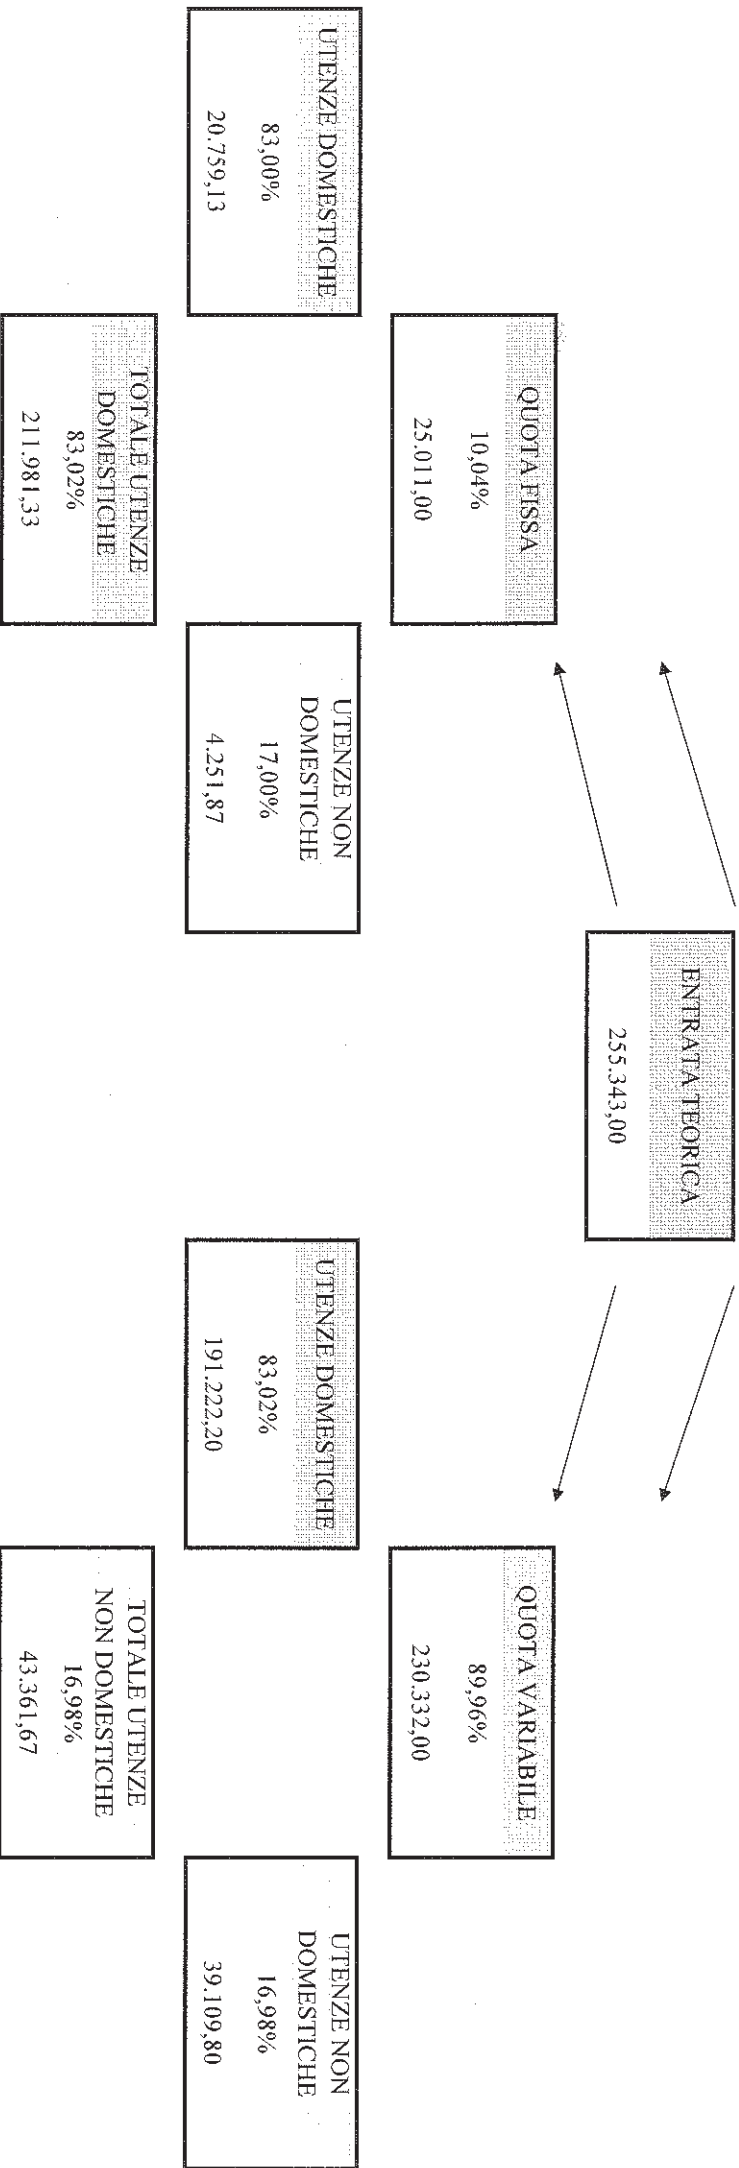 ENTRATA TEORICA
255.343,00
QUOTA FISSA
10,04%
25.011,00
QUOTA VARIABILE
89,96%
230.332,00
UTENZE DOMESTICHE
83,00%
20.759,13
UTENZE NON
DOMESTICHE
17,00%
4.251,87
UTENZE DOMESTICHE
83,02%
191.222,20
UTENZE NON
DOMESTICHE
16,98%
39.109,80
TOTALE UTENZE
DOMESTICHE
83,02%
211.981,33
TOTALE UTENZE
NON DOMESTICHE
16,98%
43.361,67